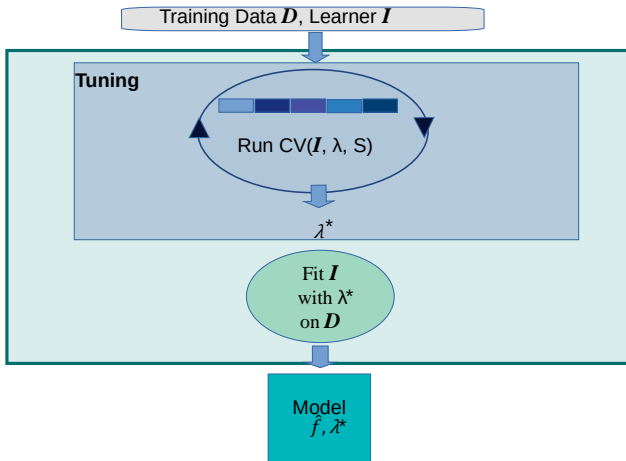 Training Data D, Learner I
Tuning
Run CV(I, λ, S)
λ*
Fit I
with λ*
on D
Model
f̂, λ*